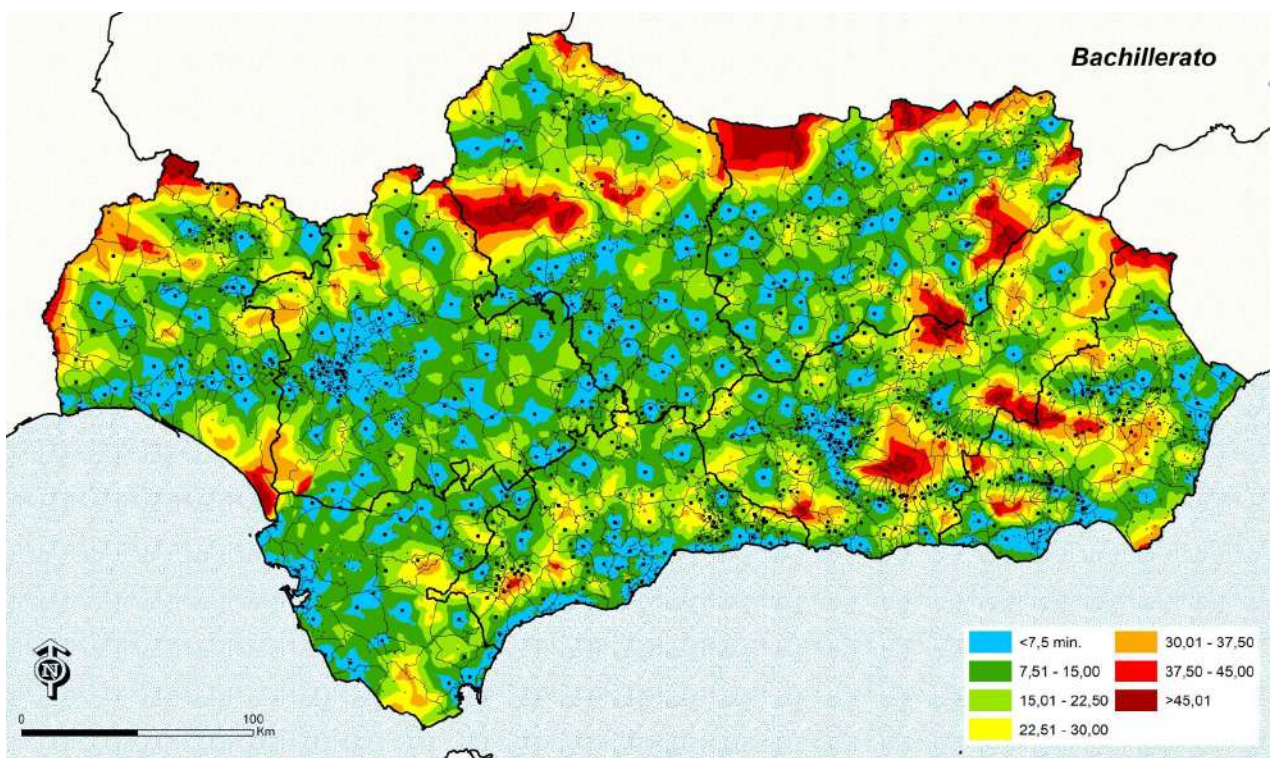 Bachillerato
N
0
100
Km
<7,5 min.
7,51 - 15,00
15,01 - 22,50
22,51 - 30,00
30,01 - 37,50
37,50 - 45,00
>45,01